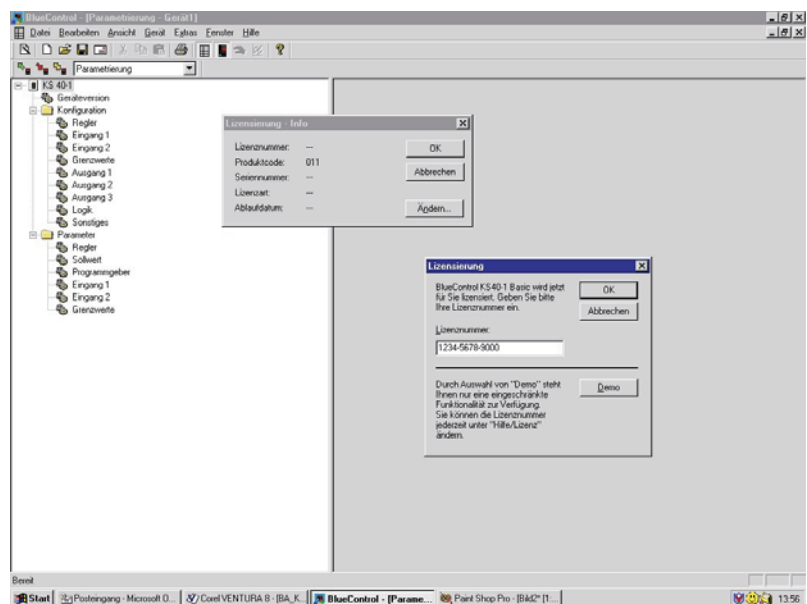 BlueControl - [Parametrierung - Gerät1]
Datei Bearbeiten Ansicht Gerät Extras Fenster Hilfe
Parametrierung
KS 40-1
Geräteversion
Konfiguration
Regler
Eingang 1
Eingang 2
Grenzwerte
Ausgang 1
Ausgang 2
Ausgang 3
Logik
Sonstiges
Parameter
Regler
Sollwert
Programmgeber
Eingang 1
Eingang 2
Grenzwerte
Lizensierung - Info
Lizenznummer: ---
Produktcode: 011
Seriennummer: ---
Lizenzart: ---
Ablaufdatum: ---
OK
Abbrechen
Ändern...
Lizensierung
BlueControl KS40-1 Basic wird jetzt
für Sie lizensiert. Geben Sie bitte
Ihre Lizenznummer ein.
OK
Abbrechen
Lizenznummer:
1234-5678-9000
Durch Auswahl von "Demo" steht
Ihnen nur eine eingeschränkte
Funktionalität zur Verfügung.
Sie können die Lizenznummer
jederzeit unter "Hilfe/Lizenz"
ändern.
Demo
Bereit
Start
Posteingang - Microsoft O...
Corel VENTURA 8 - [BA_K...
BlueControl - [Parame...
Paint Shop Pro - [Bild2* [1:...
13:56